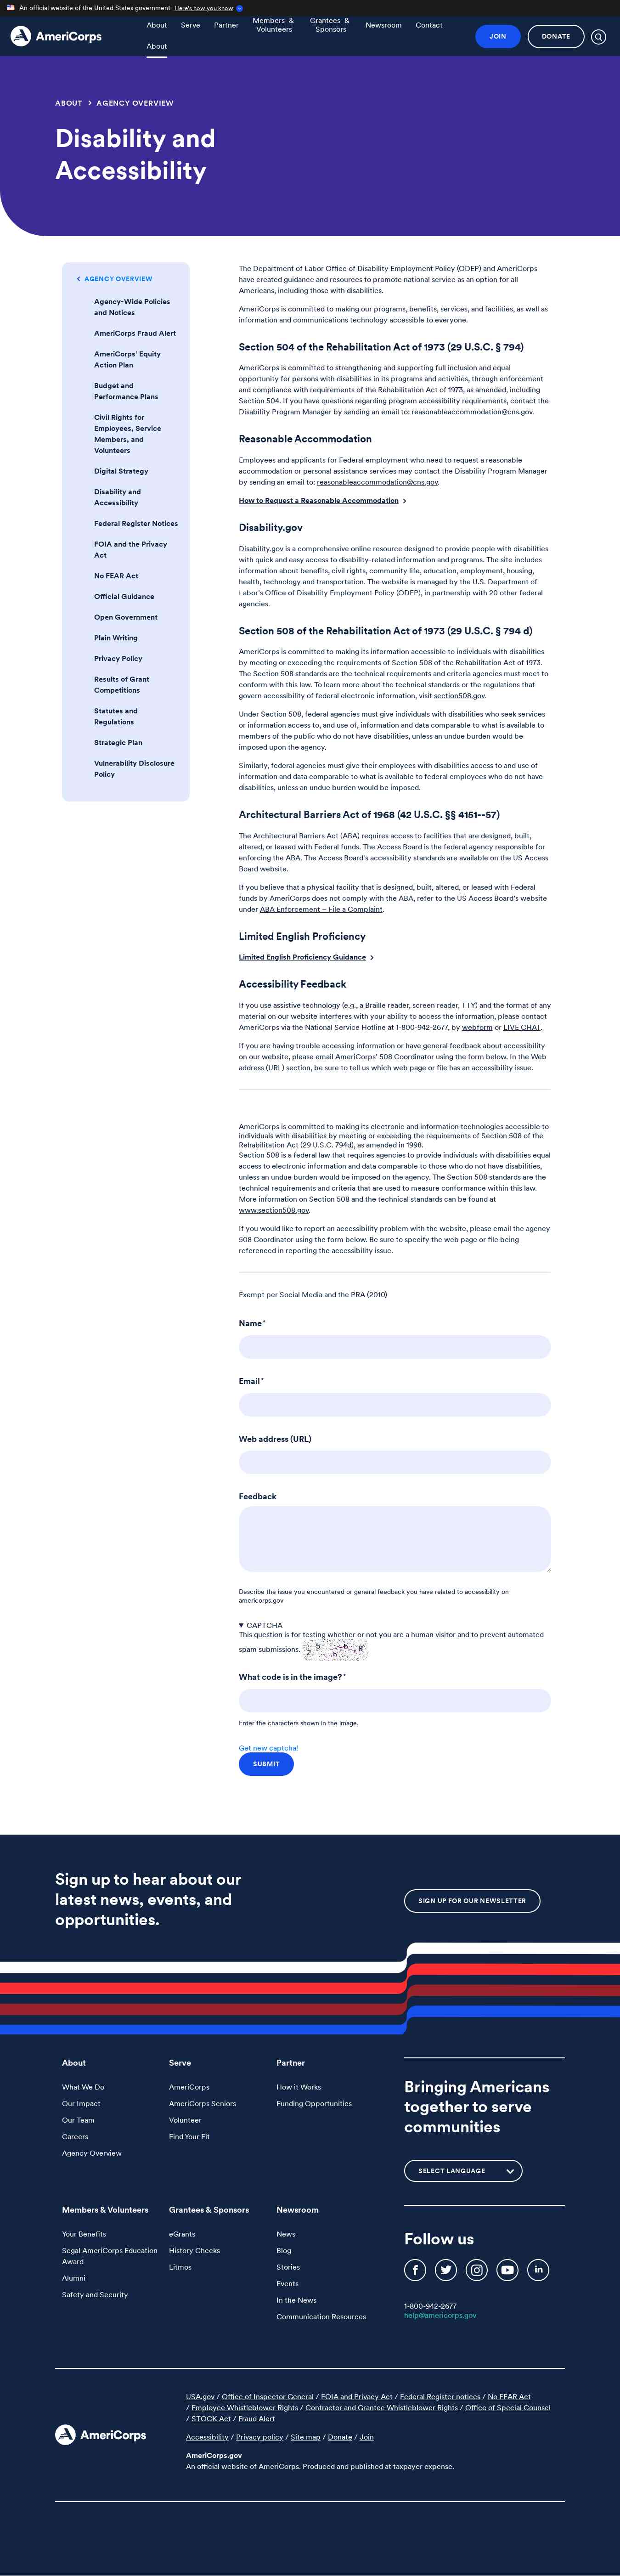 An official website of the United States government Here's how you know
AmeriCorps
About
Serve
Partner
Members &
Volunteers
Grantees &
Sponsors
Newsroom
Contact
JOIN
DONATE
About
ABOUT > AGENCY OVERVIEW
Disability and
Accessibility
AGENCY OVERVIEW
Agency-Wide Policies
and Notices
AmeriCorps Fraud Alert
AmeriCorps' Equity
Action Plan
Budget and
Performance Plans
Civil Rights for
Employees, Service
Members, and
Volunteers
Digital Strategy
Disability and
Accessibility
Federal Register Notices
FOIA and the Privacy
Act
No FEAR Act
Official Guidance
Open Government
Plain Writing
Privacy Policy
Results of Grant
Competitions
Statutes and
Regulations
Strategic Plan
Vulnerability Disclosure
Policy
The Department of Labor Office of Disability Employment Policy (ODEP) and AmeriCorps
have created guidance and resources to promote national service as an option for all
Americans, including those with disabilities.
AmeriCorps is committed to making our programs, benefits, services, and facilities, as well as
information and communications technology accessible to everyone.
Section 504 of the Rehabilitation Act of 1973 (29 U.S.C. § 794)
AmeriCorps is committed to strengthening and supporting full inclusion and equal
opportunity for persons with disabilities in its programs and activities, through enforcement
and compliance with requirements of the Rehabilitation Act of 1973, as amended, including
Section 504. If you have questions regarding program accessibility requirements, contact the
Disability Program Manager by sending an email to: reasonableaccommodation@cns.gov.
Reasonable Accommodation
Employees and applicants for Federal employment who need to request a reasonable
accommodation or personal assistance services may contact the Disability Program Manager
by sending an email to: reasonableaccommodation@cns.gov.
How to Request a Reasonable Accommodation
Disability.gov
Disability.gov is a comprehensive online resource designed to provide people with disabilities
with quick and easy access to disability-related information and programs. The site includes
information about benefits, civil rights, community life, education, employment, housing,
health, technology and transportation. The website is managed by the U.S. Department of
Labor's Office of Disability Employment Policy (ODEP), in partnership with 20 other federal
agencies.
Section 508 of the Rehabilitation Act of 1973 (29 U.S.C. § 794 d)
AmeriCorps is committed to making its information accessible to individuals with disabilities
by meeting or exceeding the requirements of Section 508 of the Rehabilitation Act of 1973.
The Section 508 standards are the technical requirements and criteria agencies must meet to
conform with this law. To learn more about the technical standards or the regulations that
govern accessibility of federal electronic information, visit section508.gov.
Under Section 508, federal agencies must give individuals with disabilities who seek services
or information access to, and use of, information and data comparable to what is available to
members of the public who do not have disabilities, unless an undue burden would be
imposed upon the agency.
Similarly, federal agencies must give their employees with disabilities access to and use of
information and data comparable to what is available to federal employees who do not have
disabilities, unless an undue burden would be imposed.
Architectural Barriers Act of 1968 (42 U.S.C. §§ 4151--57)
The Architectural Barriers Act (ABA) requires access to facilities that are designed, built,
altered, or leased with Federal funds. The Access Board is the federal agency responsible for
enforcing the ABA. The Access Board's accessibility standards are available on the US Access
Board website.
If you believe that a physical facility that is designed, built, altered, or leased with Federal
funds by AmeriCorps does not comply with the ABA, refer to the US Access Board's website
under ABA Enforcement – File a Complaint.
Limited English Proficiency
Limited English Proficiency Guidance
Accessibility Feedback
If you use assistive technology (e.g., a Braille reader, screen reader, TTY) and the format of any
material on our website interferes with your ability to access the information, please contact
AmeriCorps via the National Service Hotline at 1-800-942-2677, by webform or LIVE CHAT.
If you are having trouble accessing information or have general feedback about accessibility
on our website, please email AmeriCorps' 508 Coordinator using the form below. In the Web
address (URL) section, be sure to tell us which web page or file has an accessibility issue.
AmeriCorps is committed to making its electronic and information technologies accessible to
individuals with disabilities by meeting or exceeding the requirements of Section 508 of the
Rehabilitation Act (29 U.S.C. 794d), as amended in 1998.
Section 508 is a federal law that requires agencies to provide individuals with disabilities equal
access to electronic information and data comparable to those who do not have disabilities,
unless an undue burden would be imposed on the agency. The Section 508 standards are the
technical requirements and criteria that are used to measure conformance within this law.
More information on Section 508 and the technical standards can be found at
www.section508.gov.
If you would like to report an accessibility problem with the website, please email the agency
508 Coordinator using the form below. Be sure to specify the web page or file being
referenced in reporting the accessibility issue.
Exempt per Social Media and the PRA (2010)
Name*
Email*
Web address (URL)
Feedback
Describe the issue you encountered or general feedback you have related to accessibility on
americorps.gov
▼ CAPTCHA
This question is for testing whether or not you are a human visitor and to prevent automated
spam submissions.
What code is in the image?*
Enter the characters shown in the image.
Get new captcha!
SUBMIT
Sign up to hear about our
latest news, events, and
opportunities.
SIGN UP FOR OUR NEWSLETTER
About
What We Do
Our Impact
Our Team
Careers
Agency Overview
Serve
AmeriCorps
AmeriCorps Seniors
Volunteer
Find Your Fit
Partner
How it Works
Funding Opportunities
Bringing Americans
together to serve
communities
SELECT LANGUAGE
Members & Volunteers
Your Benefits
Segal AmeriCorps Education
Award
Alumni
Safety and Security
Grantees & Sponsors
eGrants
History Checks
Litmos
Newsroom
News
Blog
Stories
Events
In the News
Communication Resources
Follow us
1-800-942-2677
help@americorps.gov
AmeriCorps
USA.gov / Office of Inspector General / FOIA and Privacy Act / Federal Register notices / No FEAR Act
/ Employee Whistleblower Rights / Contractor and Grantee Whistleblower Rights / Office of Special Counsel
/ STOCK Act / Fraud Alert
Accessibility / Privacy policy / Site map / Donate / Join
AmeriCorps.gov
An official website of AmeriCorps. Produced and published at taxpayer expense.